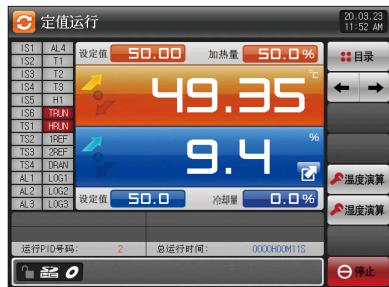 定值运行
20.03.23
11:52 AM
IS1 AL4
IS2 T1
IS3 T2
IS4 T3
IS5 H1
IS6 TRUN
TS1 HRUN
TS2 1REF
TS3 2REF
TS4 DRAN
AL1 LOG1
AL2 LOG2
AL3 LOG3
设定值 50.00 加热量 50.0%
49.35 ℃
9.4 %
设定值 50.0 冷却量 0.0%
目录
温度演算
温度演算
运行PID号码: 2 总运行时间: 0000H00M11S
停止